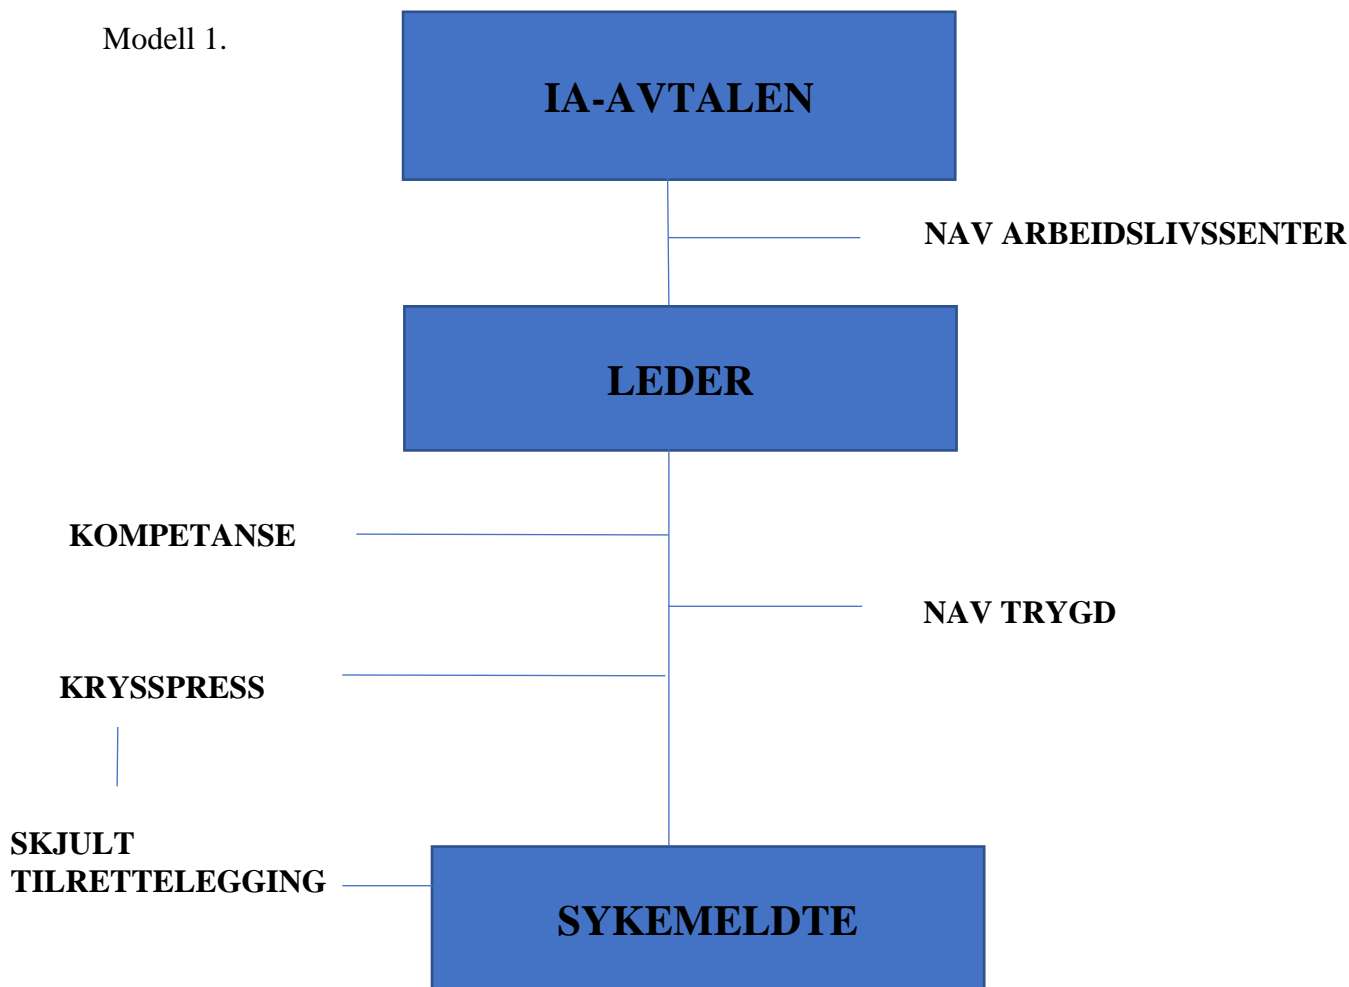 Modell 1.
IA-AVTALEN
NAV ARBEIDSLIVSSENTER
LEDER
KOMPETANSE
NAV TRYGD
KRYSSPRESS
SKJULT
TILRETTELEGGING
SYKEMELDTE